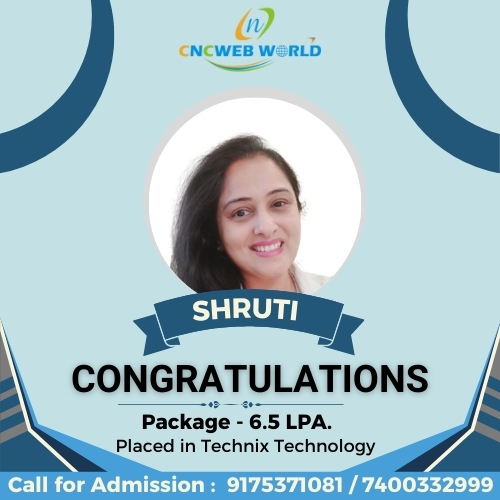 CNCWEB WORLD
SHRUTI
CONGRATULATIONS
Package - 6.5 LPA.
Placed in Technix Technology
Call for Admission : 9175371081 / 7400332999